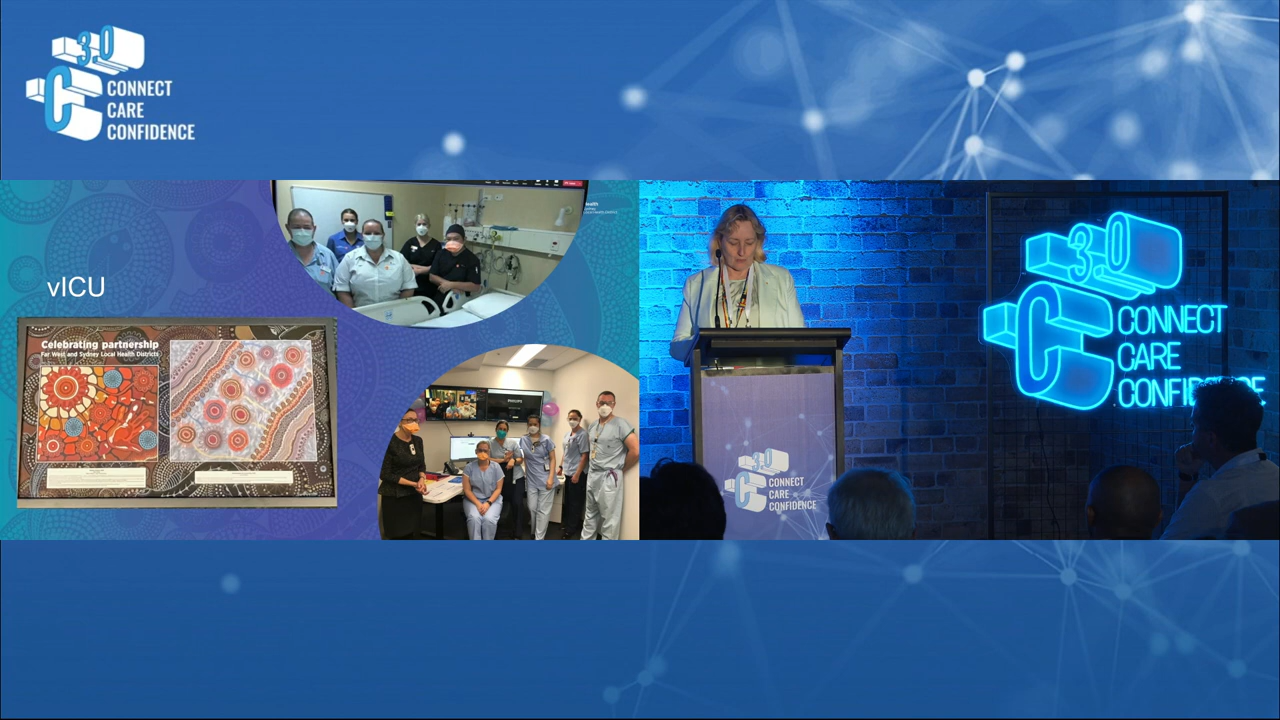 3.0
CONNECT
CARE
CONFIDENCE
vICU
Celebrating partnership
Far West and Sydney Local Health Districts
PHILIPS
3.0
CONNECT
CARE
CONFIDENCE
3.0
CONNECT
CARE
CONFIDENCE